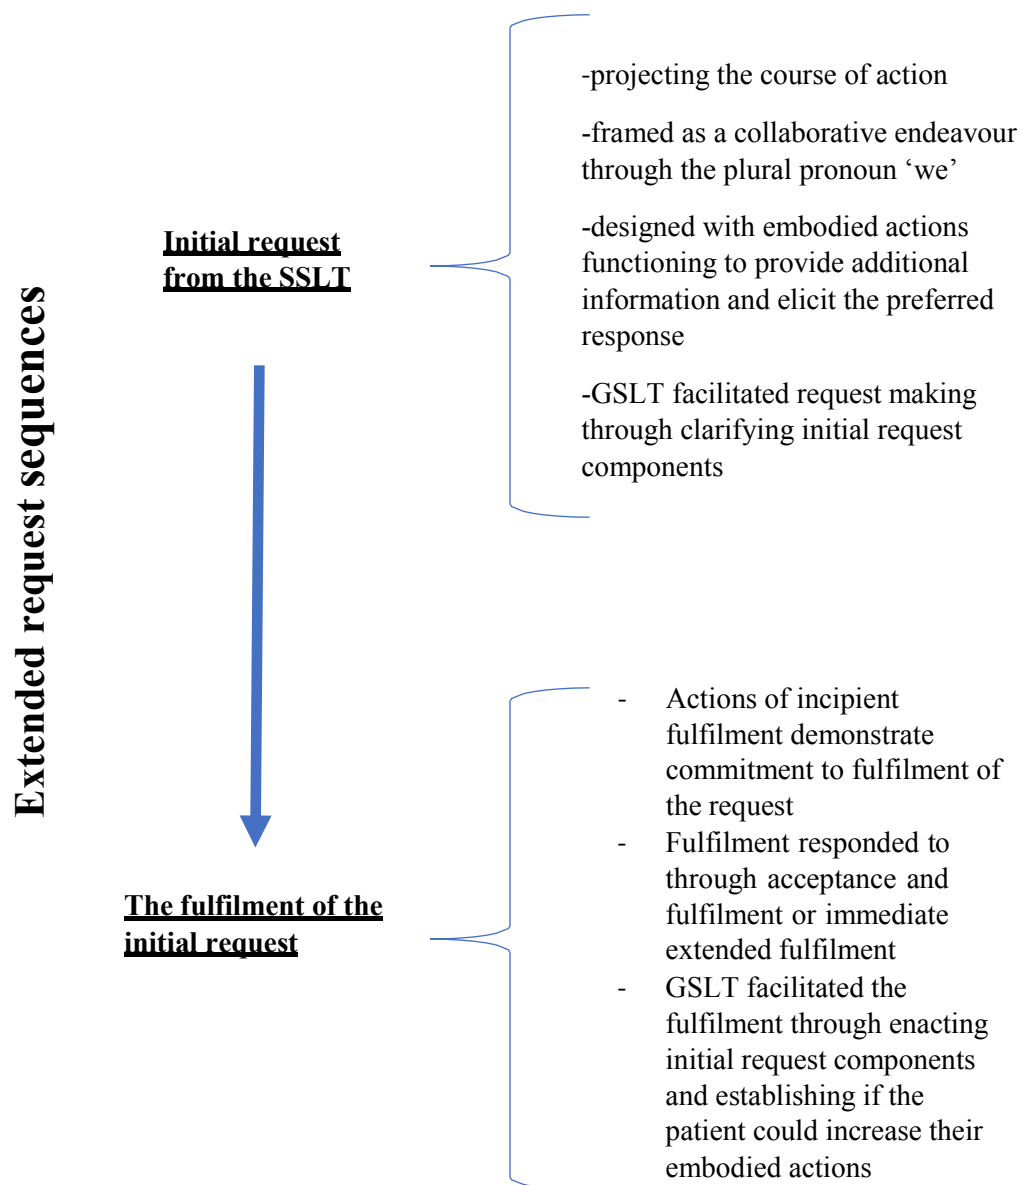 Extended request sequences
Initial request
from the SSLT
-projecting the course of action
-framed as a collaborative endeavour
through the plural pronoun ‘we’
-designed with embodied actions
functioning to provide additional
information and elicit the preferred
response
-GSLT facilitated request making
through clarifying initial request
components
The fulfilment of the
initial request
- Actions of incipient
fulfilment demonstrate
commitment to fulfilment of
the request
- Fulfilment responded to
through acceptance and
fulfilment or immediate
extended fulfilment
- GSLT facilitated the
fulfilment through enacting
initial request components
and establishing if the
patient could increase their
embodied actions